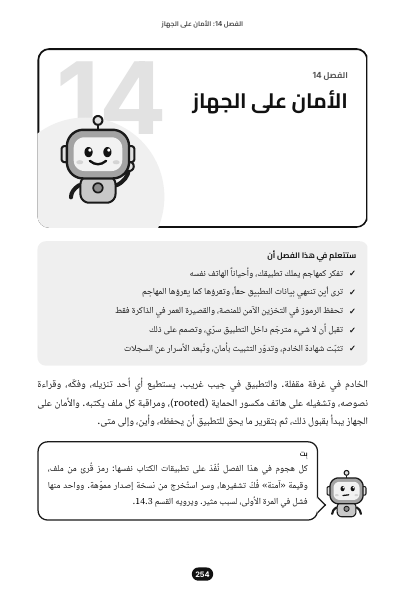 الفصل 14: الأمان على الجهاز
14
الفصل 14
الأمان على الجهاز
ستتعلم في هذا الفصل أن
✓ تفكر كمهاجم يملك تطبيقك، وأحياناً الهاتف نفسه
✓ ترى أين تنتهي بيانات التطبيق حقاً، وتقرؤها كما يقرؤها المهاجم
✓ تحفظ الرموز في التخزين الآمن للمنصة، والقصيرة العمر في الذاكرة فقط
✓ تقبل أن لا شيء مترجَم داخل التطبيق سرّي، وتصمم على ذلك
✓ تثبّت شهادة الخادم، وتدوّر التثبيت بأمان، وتُبعد الأسرار عن السجلات
الخادم في غرفة مقفلة. والتطبيق في جيب غريب. يستطيع أي أحد تنزيله، وفكّه، وقراءة
نصوصه، وتشغيله على هاتف مكسور الحماية (rooted)، ومراقبة كل ملف يكتبه. والأمان على
الجهاز يبدأ بقبول ذلك، ثم بتقرير ما يحق للتطبيق أن يحفظه، وأين، وإلى متى.
بت
كل هجوم في هذا الفصل نُفّذ على تطبيقات الكتاب نفسها: رمز قُرئ من ملف،
وقيمة «آمنة» فُكّ تشفيرها، وسر استُخرج من نسخة إصدار مموّهة. وواحد منها
فشل في المرة الأولى، لسبب مثير. ويرويه القسم 14.3.
254